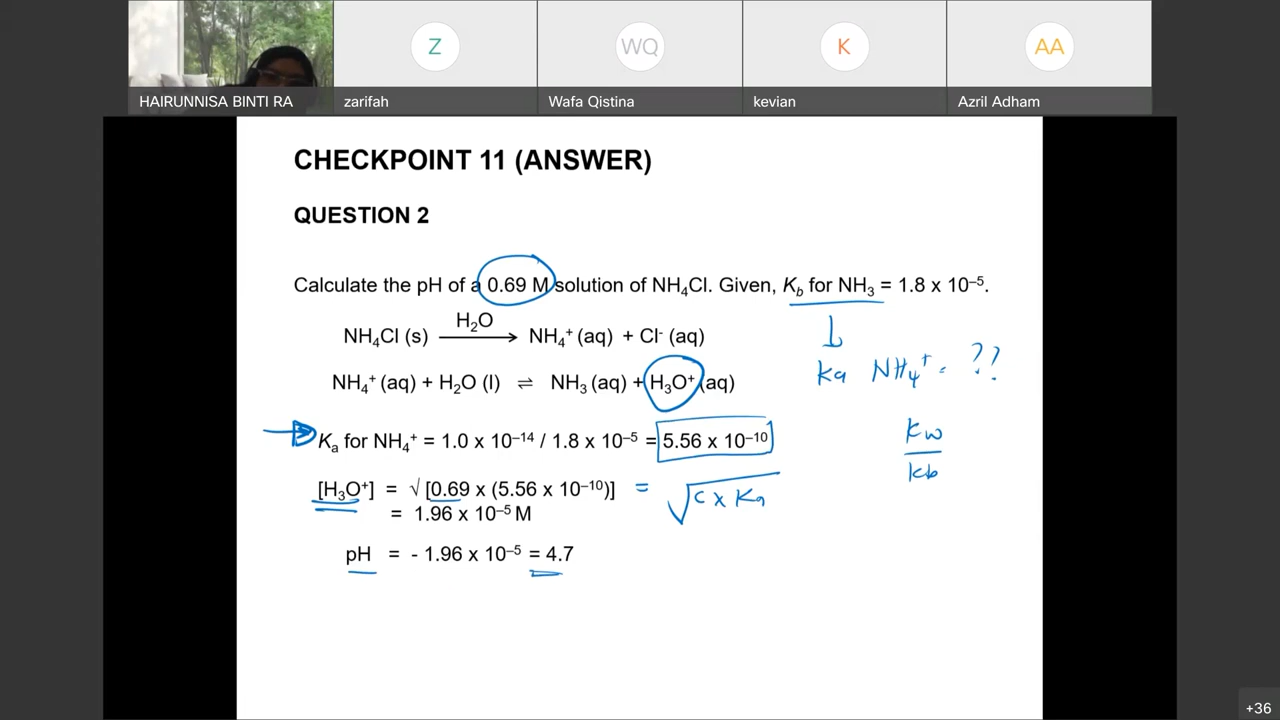 Z
WQ
K
AA
HAIRUNNISA BINTI RA
zarifah
Wafa Qistina
kevian
Azril Adham
CHECKPOINT 11 (ANSWER)
QUESTION 2
Calculate the pH of a 0.69 M solution of NH₄Cl. Given, K_b for NH₃ = 1.8 x 10⁻⁵.
H₂O
NH₄Cl (s) ⟶ NH₄⁺ (aq) + Cl⁻ (aq)
NH₄⁺ (aq) + H₂O (l) ⇌ NH₃ (aq) + H₃O⁺ (aq)
ka NH₄⁺ = ??
Kₐ for NH₄⁺ = 1.0 x 10⁻¹⁴ / 1.8 x 10⁻⁵ = 5.56 x 10⁻¹⁰
kw
kb
[H₃O⁺] = √ [0.69 x (5.56 x 10⁻¹⁰)] = √c x Ka
= 1.96 x 10⁻⁵ M
pH = - 1.96 x 10⁻⁵ = 4.7
+36